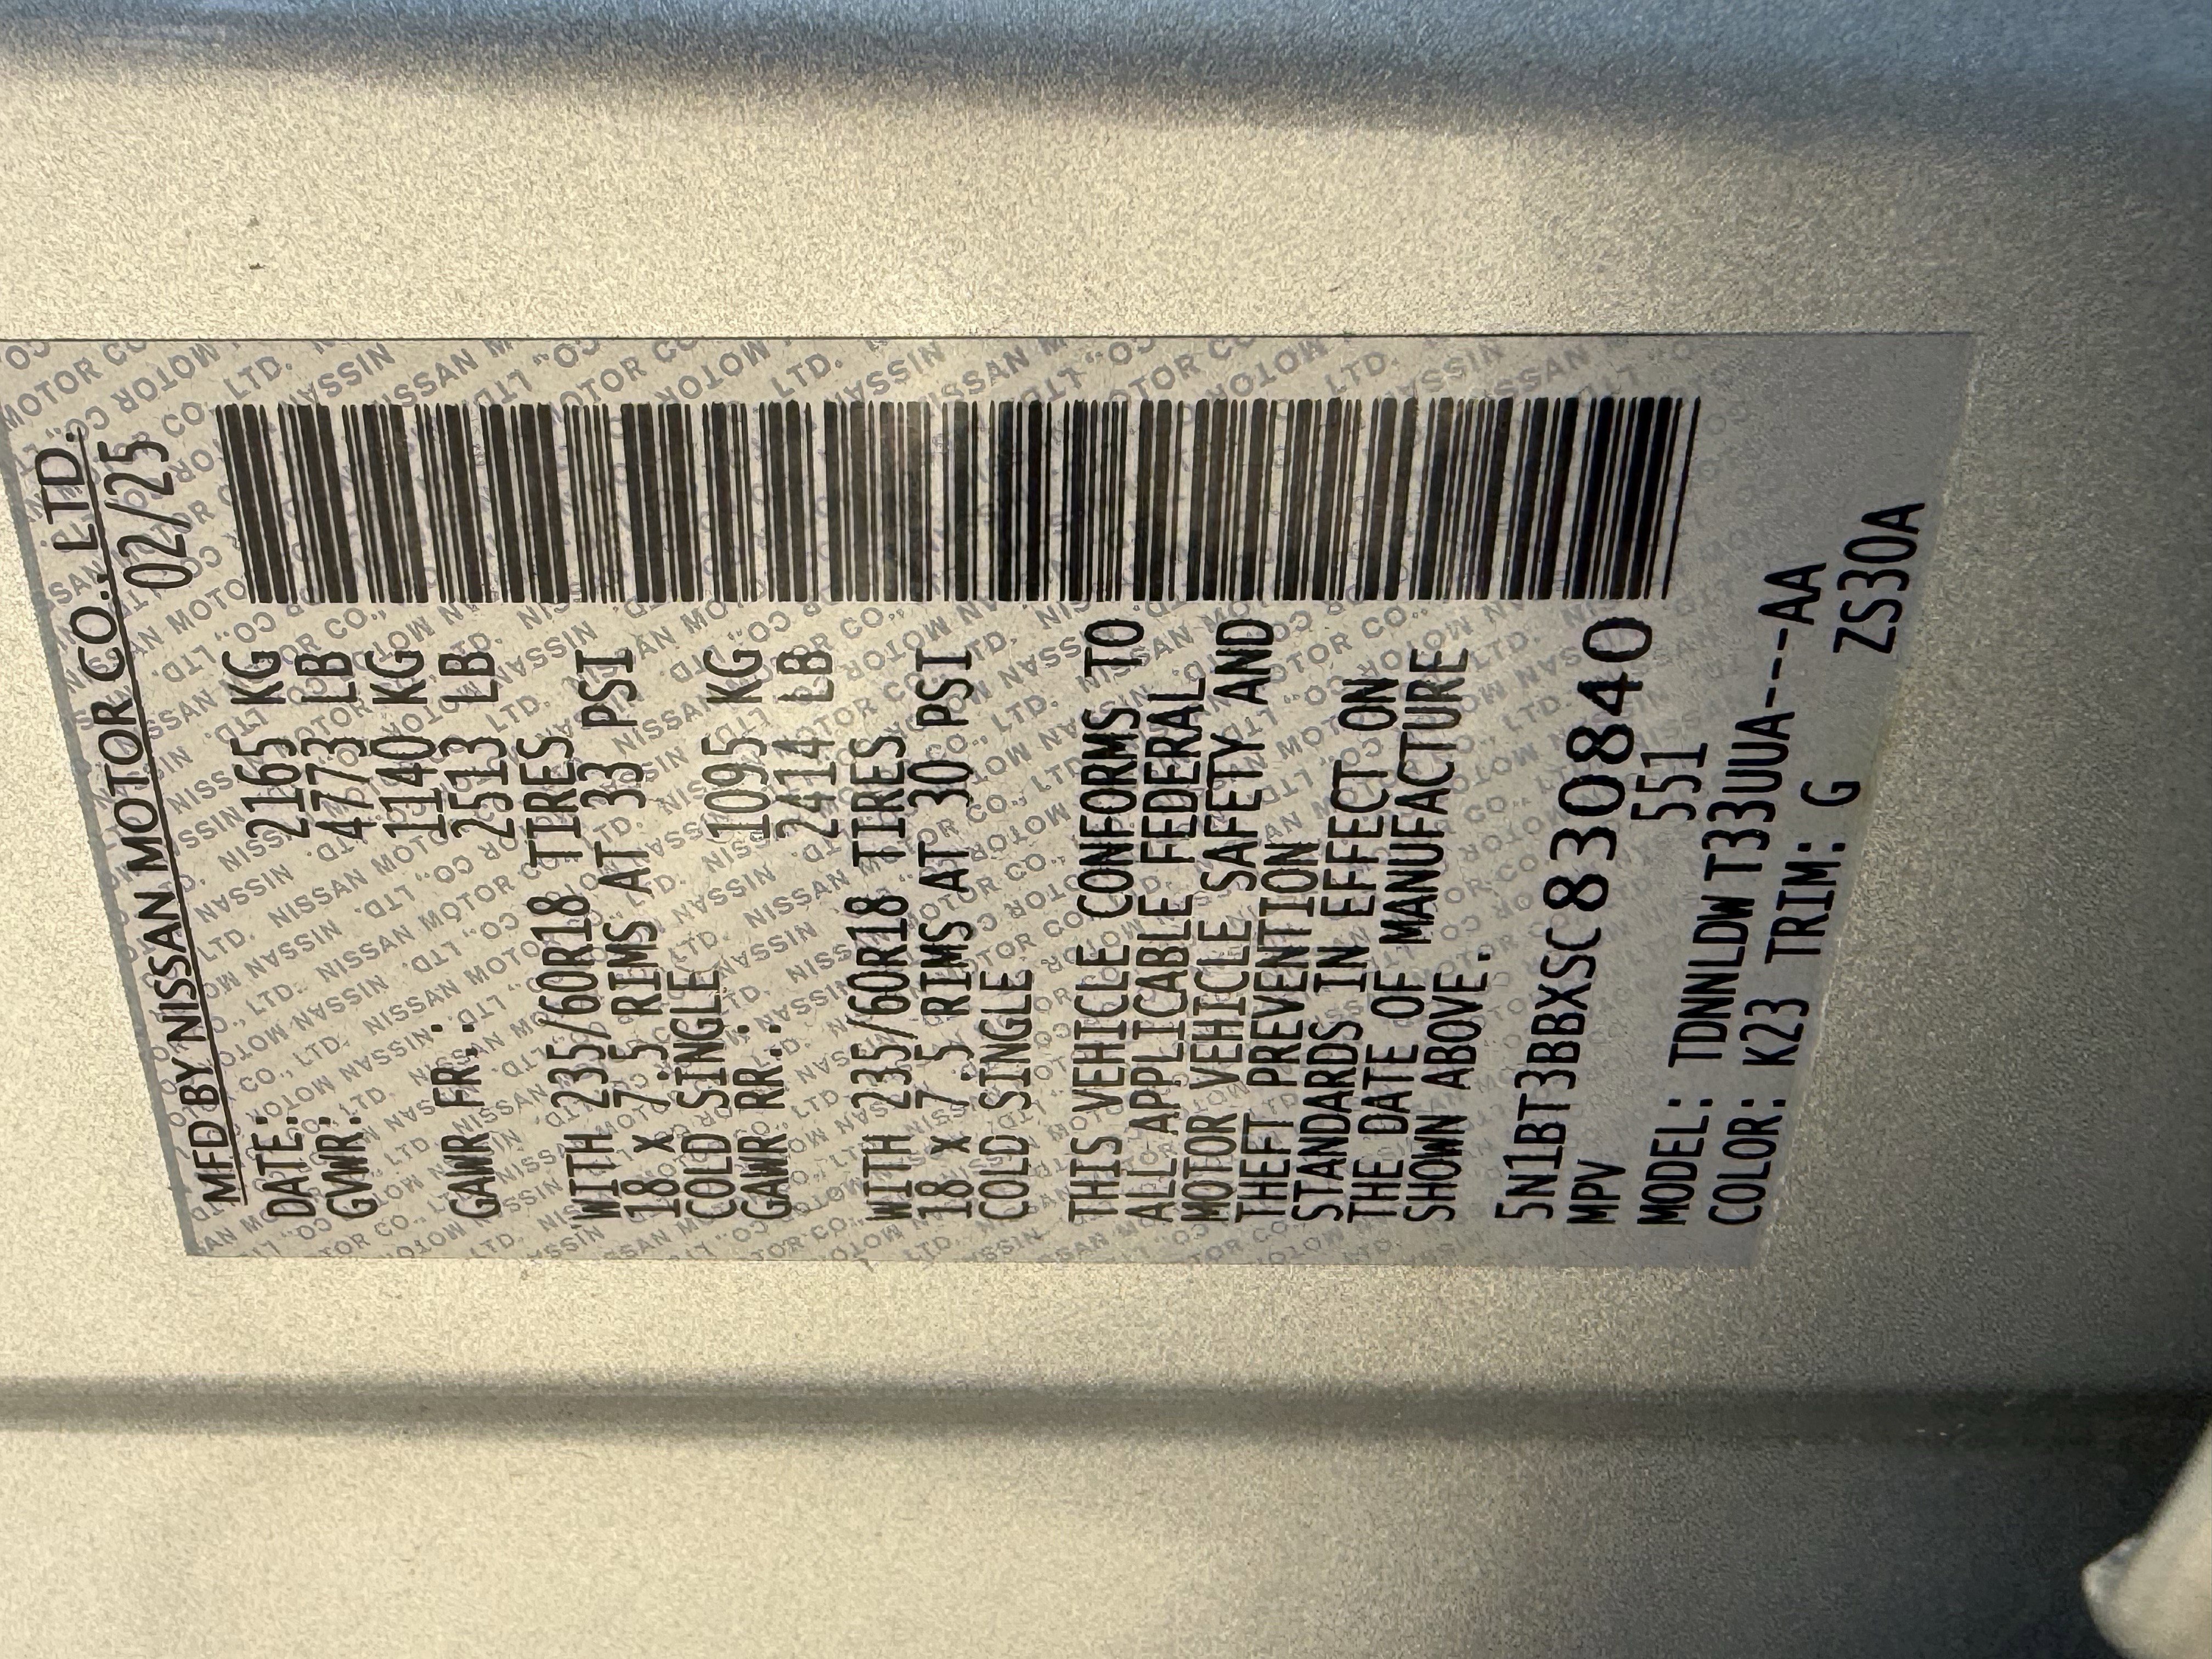 MFD BY NISSAN MOTOR CO., LTD.
DATE: 02/25
GVWR: 2165 KG
4773 LB
GAWR FR.: 1140 KG
2513 LB
WITH 235/60R18 TIRES
18 x 7.5 RIMS AT 33 PSI
COLD SINGLE
GAWR RR.: 1095 KG
2414 LB
WITH 235/60R18 TIRES
18 x 7.5 RIMS AT 30 PSI
COLD SINGLE
THIS VEHICLE CONFORMS TO
ALL APPLICABLE FEDERAL
MOTOR VEHICLE SAFETY AND
THEFT PREVENTION
STANDARDS IN EFFECT ON
THE DATE OF MANUFACTURE
SHOWN ABOVE.
5N1BT3BBXSC830840
MPV 551
MODEL: TDNNLDW T33UUA---AA
COLOR: K23 TRIM: G ZS30A